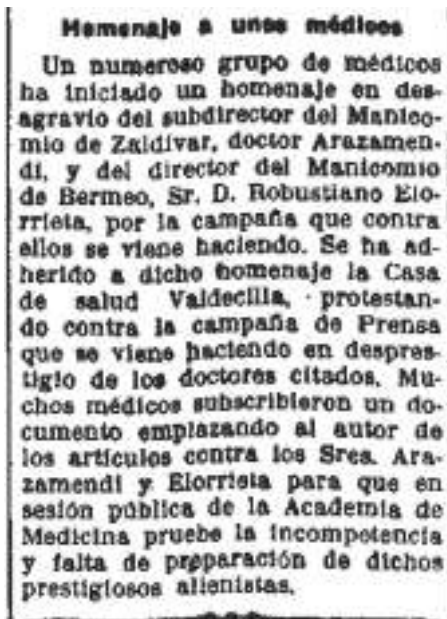 Homenaje a unos médicos
Un numeroso grupo de médicos
ha iniciado un homenaje en des-
agravio del subdirector del Manico-
mio de Zaldívar, doctor Arazamen-
di, y del director del Manicomio
de Bermeo, Sr. D. Robustiano Elo-
rrieta, por la campaña que contra
ellos se viene haciendo. Se ha ad-
herido a dicho homenaje la Casa
de salud Valdecilla, protestan-
do contra la campaña de Prensa
que se viene haciendo en despres-
tigio de los doctores citados. Mu-
chos médicos subscribieron un do-
cumento emplazando al autor de
los artículos contra los Sres. Ara-
zamendi y Elorrieta para que en
sesión pública de la Academia de
Medicina pruebe la incompetencia
y falta de preparación de dichos
prestigiosos alienistas.